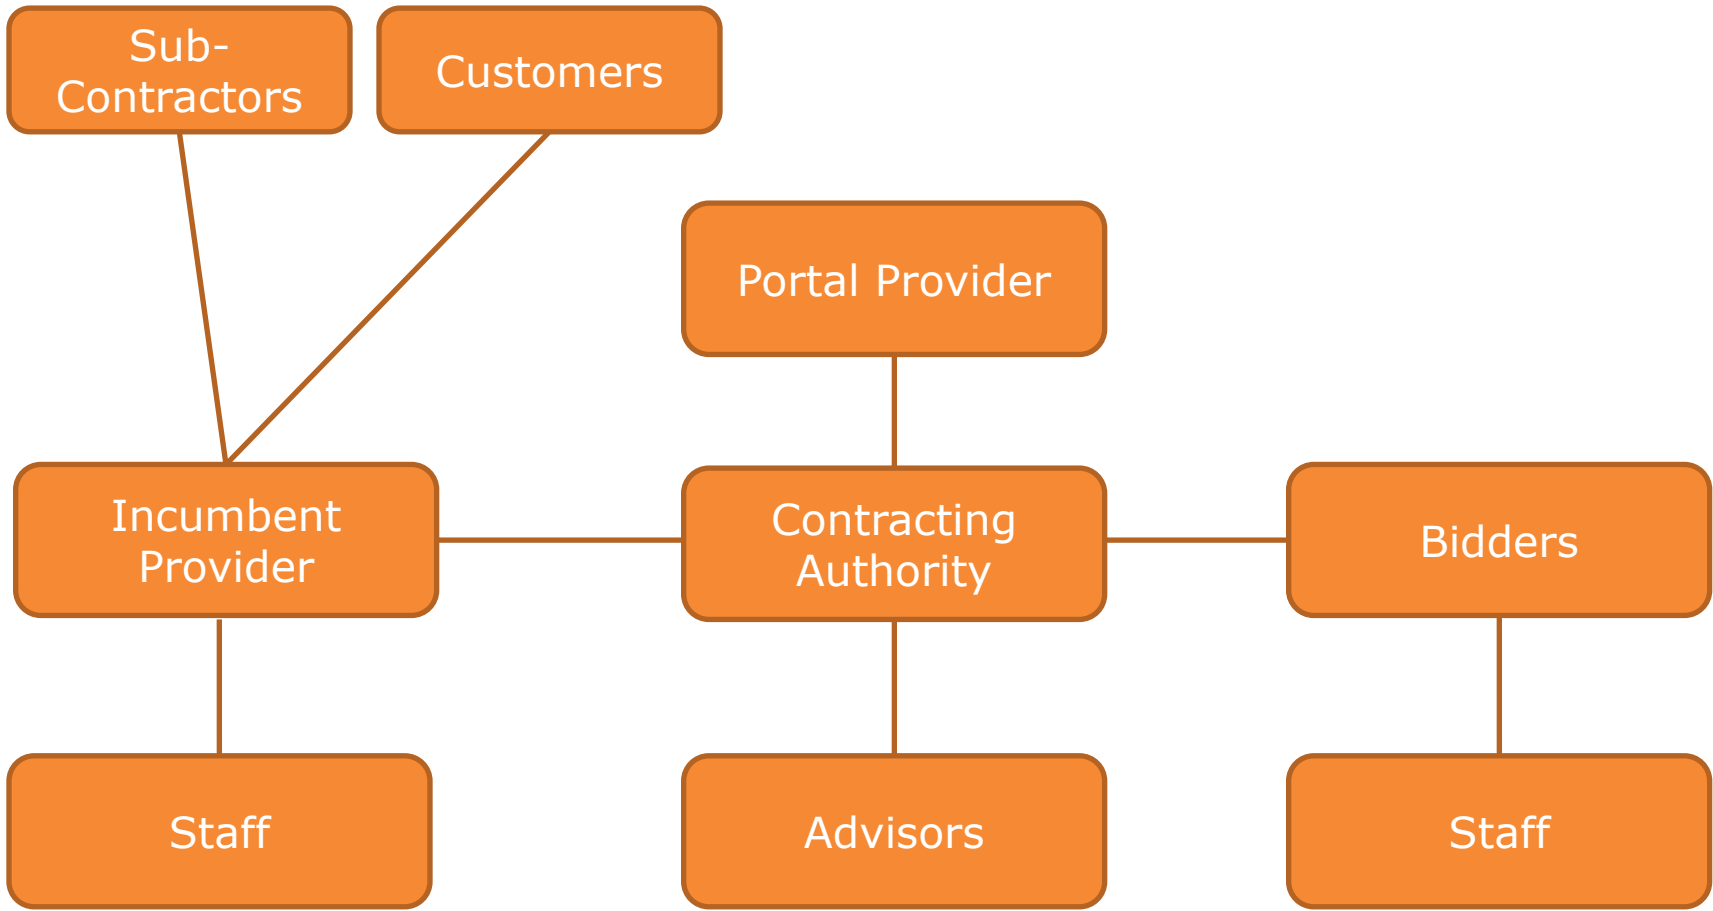 Sub-
Contractors
Customers
Portal Provider
Incumbent
Provider
Contracting
Authority
Bidders
Staff
Advisors
Staff